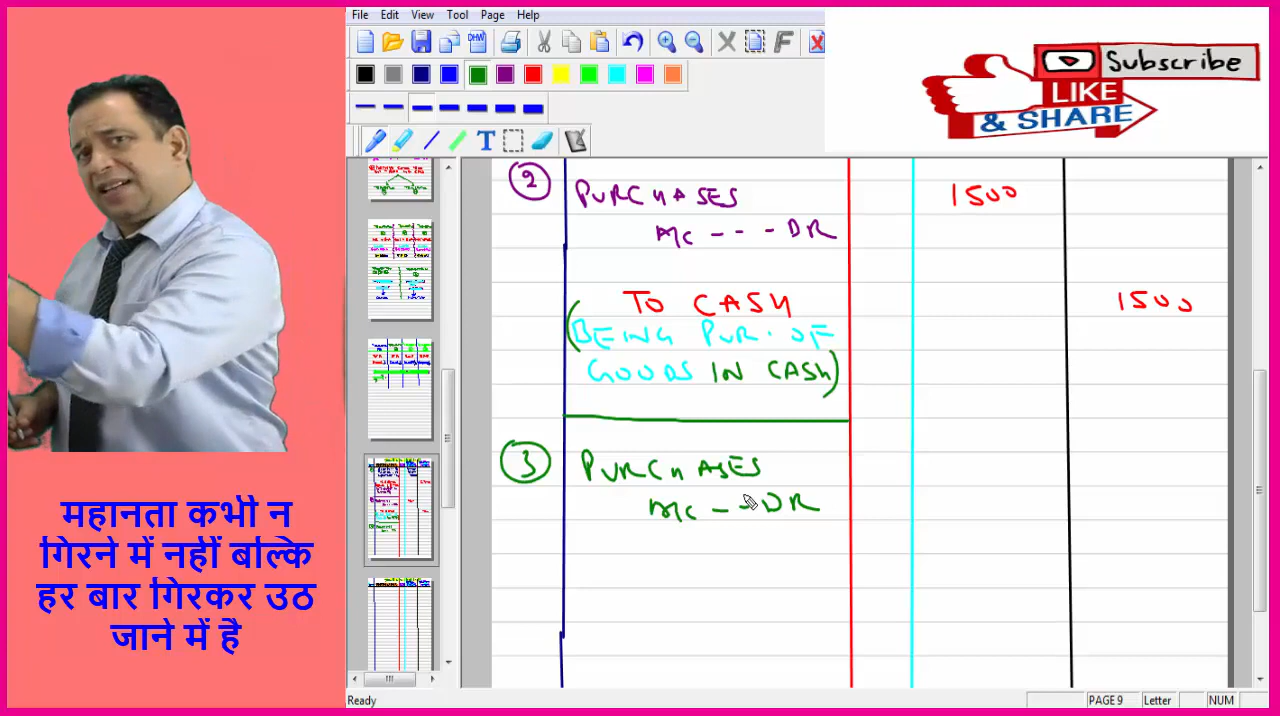 File Edit View Tool Page Help
DHW
Subscribe
LIKE
& SHARE
2 PURCHASES 1500
A/C - - - DR
TO CASH 1500
(BEING PUR. OF
GOODS IN CASH)
3 PURCHASES
A/C - - DR
महानता कभी न
गिरने में नहीं बल्कि
हर बार गिरकर उठ
जाने में है
Ready PAGE 9 Letter NUM